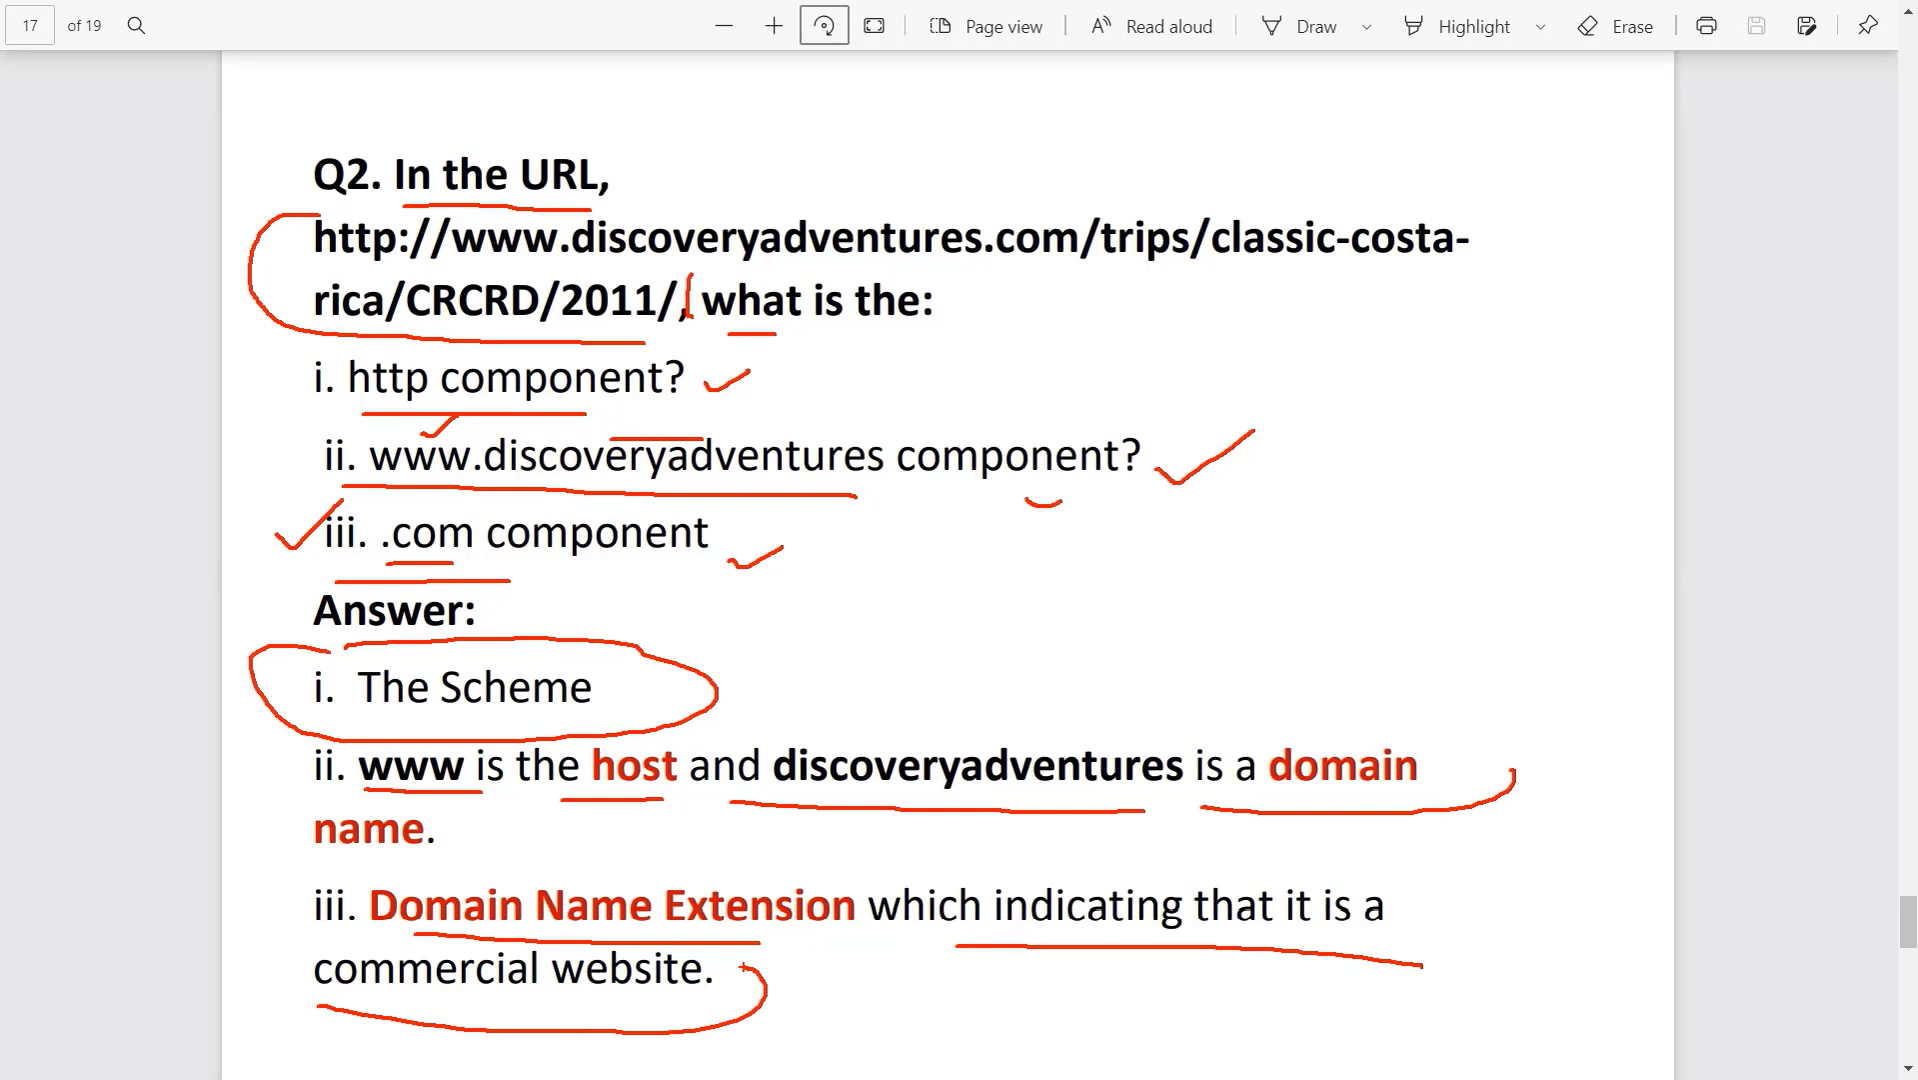 17 of 19 Page view Read aloud Draw Highlight Erase
Q2. In the URL,
http://www.discoveryadventures.com/trips/classic-costa-
rica/CRCRD/2011/, what is the:
i. http component?
ii. www.discoveryadventures component?
iii. .com component
Answer:
i. The Scheme
ii. www is the host and discoveryadventures is a domain
name.
iii. Domain Name Extension which indicating that it is a
commercial website.